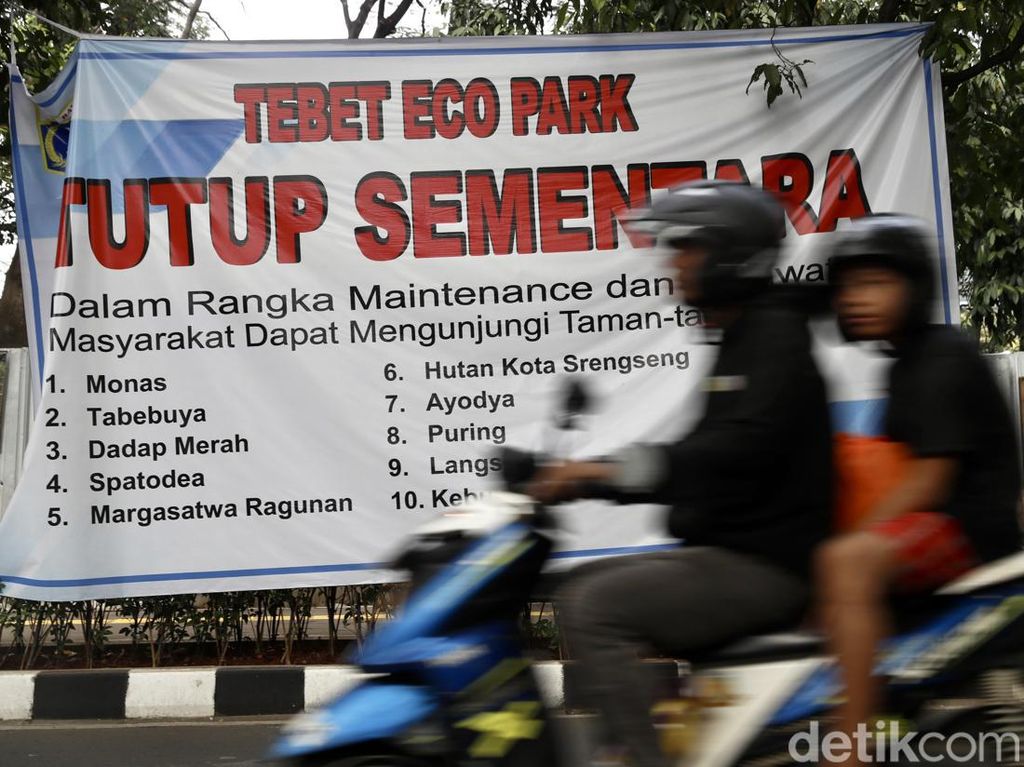 TEBET ECO PARK
TUTUP SEMENTARA
Dalam Rangka Maintenance dan
Masyarakat Dapat Mengunjungi
1. Monas
2. Tabebuya
3. Dadap Merah
4. Spatodea
5. Margasatwa Ragunan
6. Hutan Kota Srengseng
7. Ayodya
8. Puring
9.
10.
detikcom